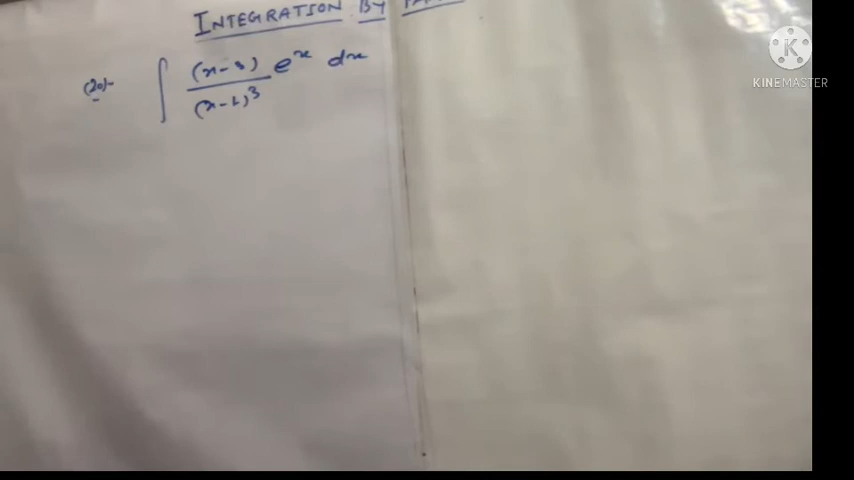 INTEGRATION BY
(20)- ∫ (x-3)/(x-1)³ eˣ dx
K
KINEMASTER